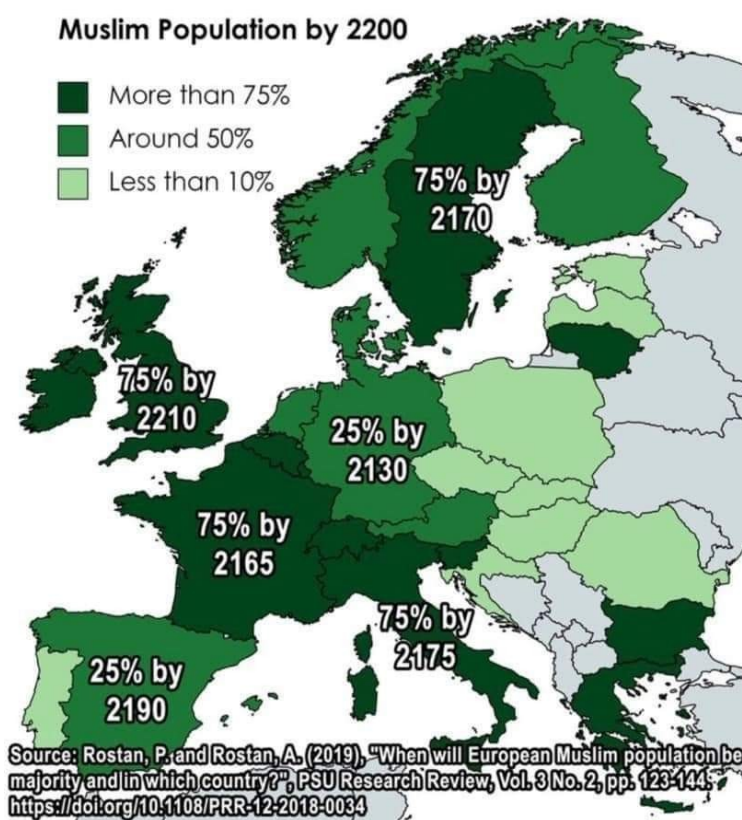 Muslim Population by 2200
More than 75%
Around 50%
Less than 10%
75% by
2170
75% by
2210
25% by
2130
75% by
2165
75% by
2175
25% by
2190
Source: Rostan, P. and Rostan, A. (2019), "When will European Muslim population be
majority and in which country?", PSU Research Review, Vol. 3 No. 2, pp. 123-144.
https://doi.org/10.1108/PRR-12-2018-0034